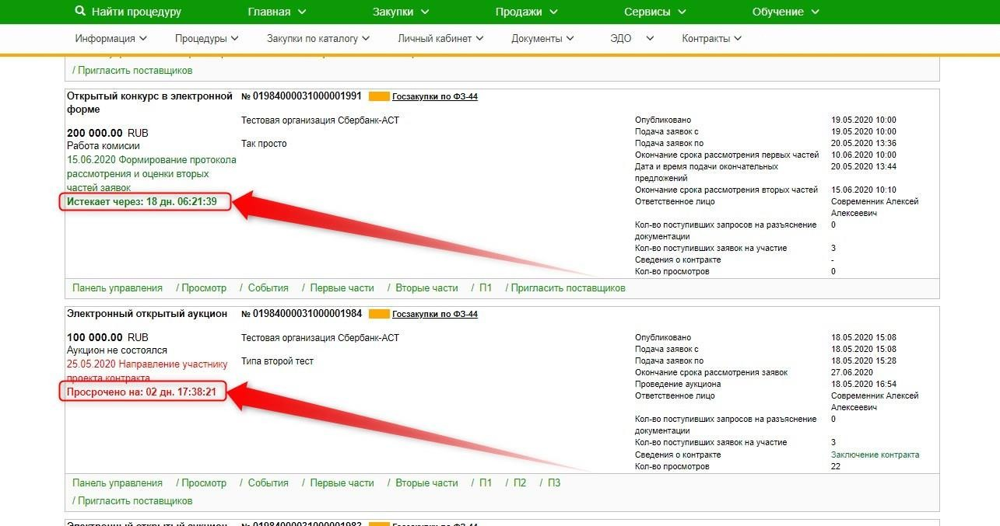 Найти процедуру Главная Закупки Продажи Сервисы Обучение
Информация Процедуры Закупки по каталогу Личный кабинет Документы ЭДО Контракты
/ Пригласить поставщиков
Открытый конкурс в электронной форме
№ 01984000031000001991 Госзакупки по ФЗ-44
200 000.00 RUB
Работа комисии
15.06.2020 Формирование протокола
рассмотрения и оценки вторых
частей заявок
Истекает через: 18 дн. 06:21:39
Тестовая организация Сбербанк-АСТ
Так просто
Опубликовано 19.05.2020 10:00
Подача заявок с 19.05.2020 10:00
Подача заявок по 20.05.2020 13:36
Окончание срока рассмотрения первых частей 10.06.2020 10:00
Дата и время подачи окончательных 20.05.2020 13:44
предложений
Окончание срока рассмотрения вторых частей 15.06.2020 10:10
Ответственное лицо Современник Алексей
Алексеевич
Кол-во поступивших запросов на разъяснение 0
документации
Кол-во поступивших заявок на участие 3
Сведения о контракте -
Кол-во просмотров 0
Панель управления / Просмотр / События / Первые части / Вторые части / П1 / Пригласить поставщиков
Электронный открытый аукцион № 01984000031000001984 Госзакупки по ФЗ-44
100 000.00 RUB
Аукцион не состоялся
25.05.2020 Направление участнику
проекта контракта
Просрочено на: 02 дн. 17:38:21
Тестовая организация Сбербанк-АСТ
Типа второй тест
Опубликовано 18.05.2020 15:08
Подача заявок с 18.05.2020 15:08
Подача заявок по 18.05.2020 15:28
Окончание срока рассмотрения заявок 27.06.2020
Проведение аукциона 18.05.2020 16:54
Ответственное лицо Современник Алексей
Алексеевич
Кол-во поступивших запросов на разъяснение 0
документации
Кол-во поступивших заявок на участие 3
Сведения о контракте Заключение контракта
Кол-во просмотров 22
Панель управления / Просмотр / События / Первые части / Вторые части / П1 / П2 / П3
/ Пригласить поставщиков
Электронный открытый аукцион № 01984000031000001983 Госзакупки по ФЗ-44